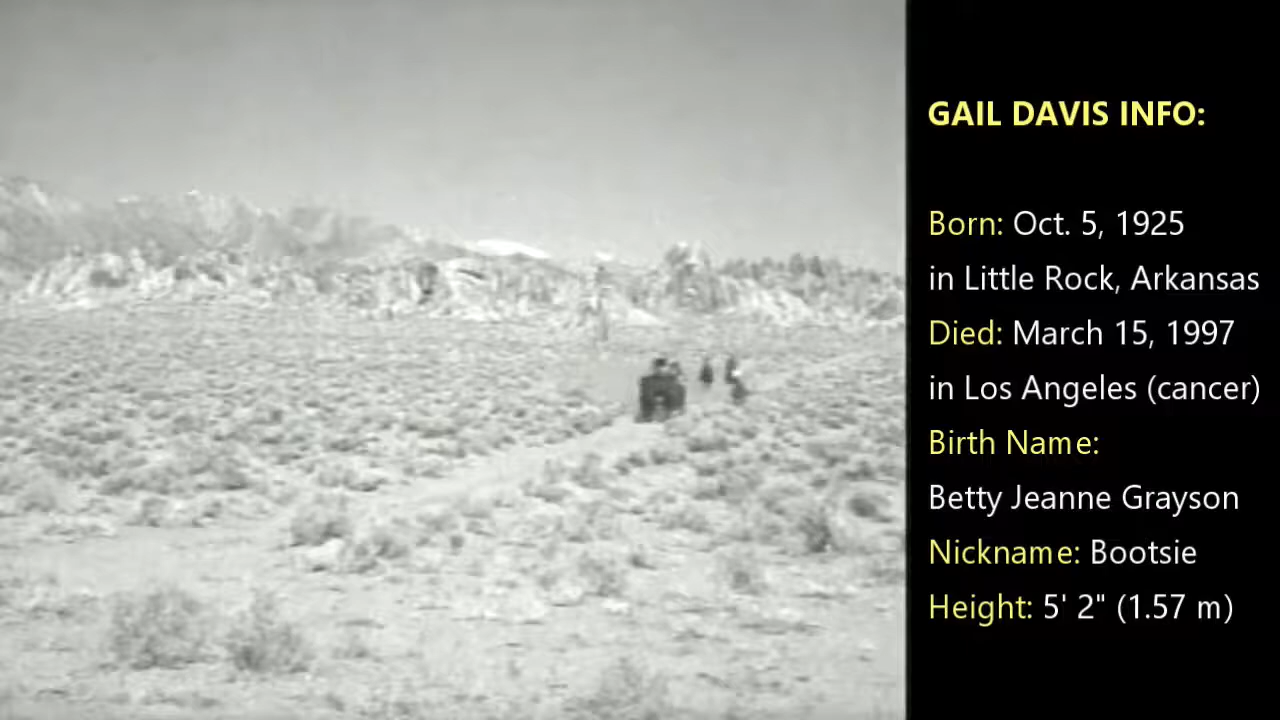 GAIL DAVIS INFO:
Born: Oct. 5, 1925
in Little Rock, Arkansas
Died: March 15, 1997
in Los Angeles (cancer)
Birth Name:
Betty Jeanne Grayson
Nickname: Bootsie
Height: 5' 2" (1.57 m)